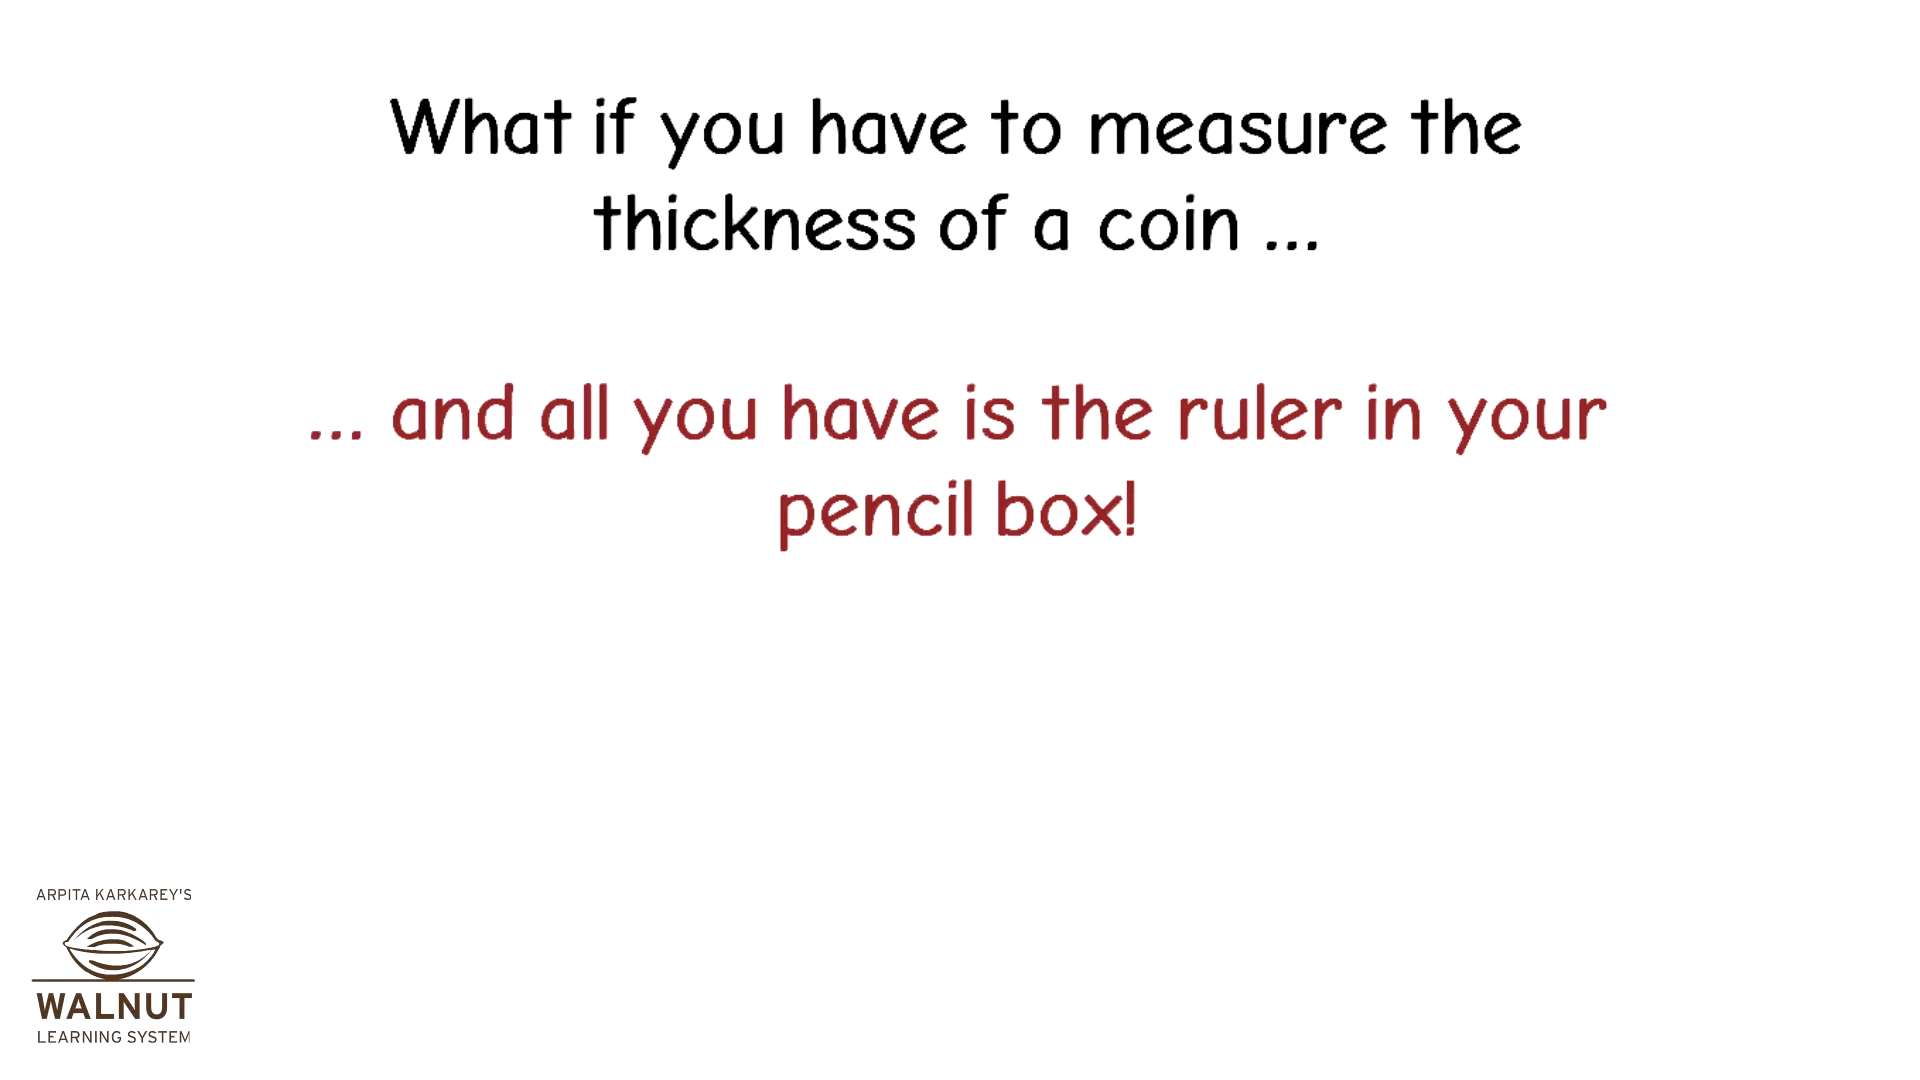 What if you have to measure the
thickness of a coin ...
... and all you have is the ruler in your
pencil box!
ARPITA KARKAREY'S
WALNUT
LEARNING SYSTEM